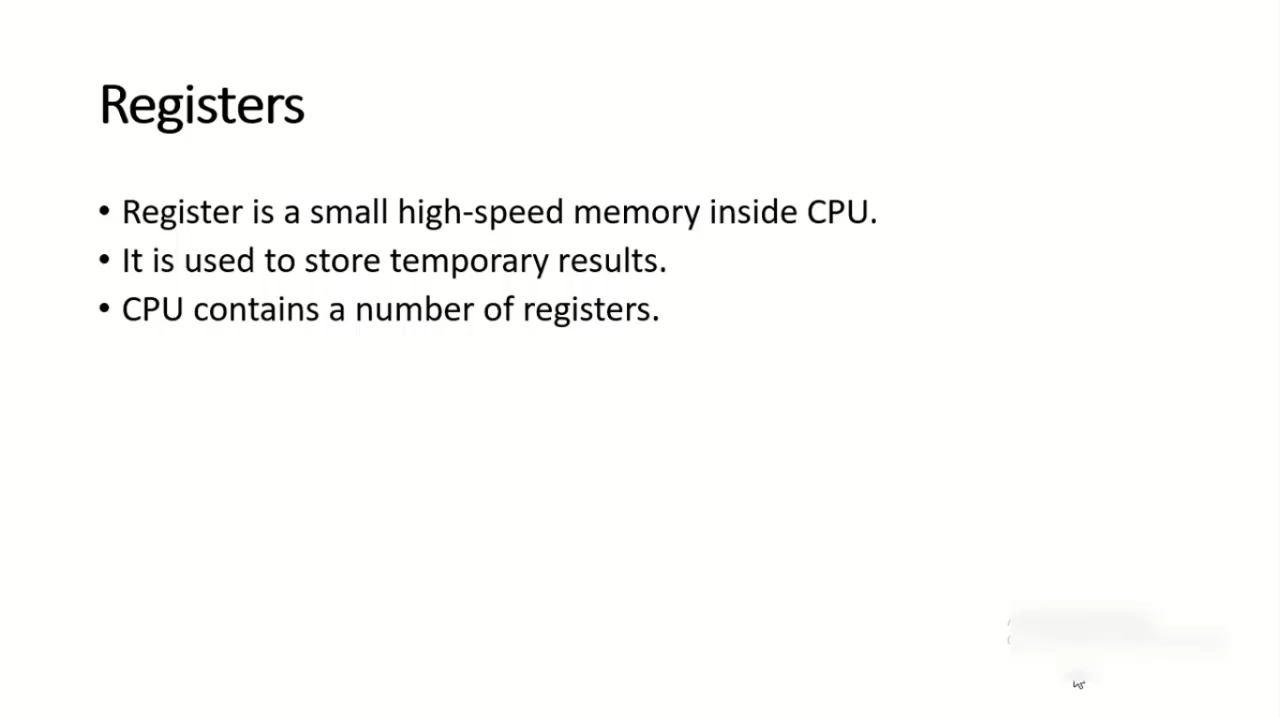 Registers
• Register is a small high-speed memory inside CPU.
• It is used to store temporary results.
• CPU contains a number of registers.